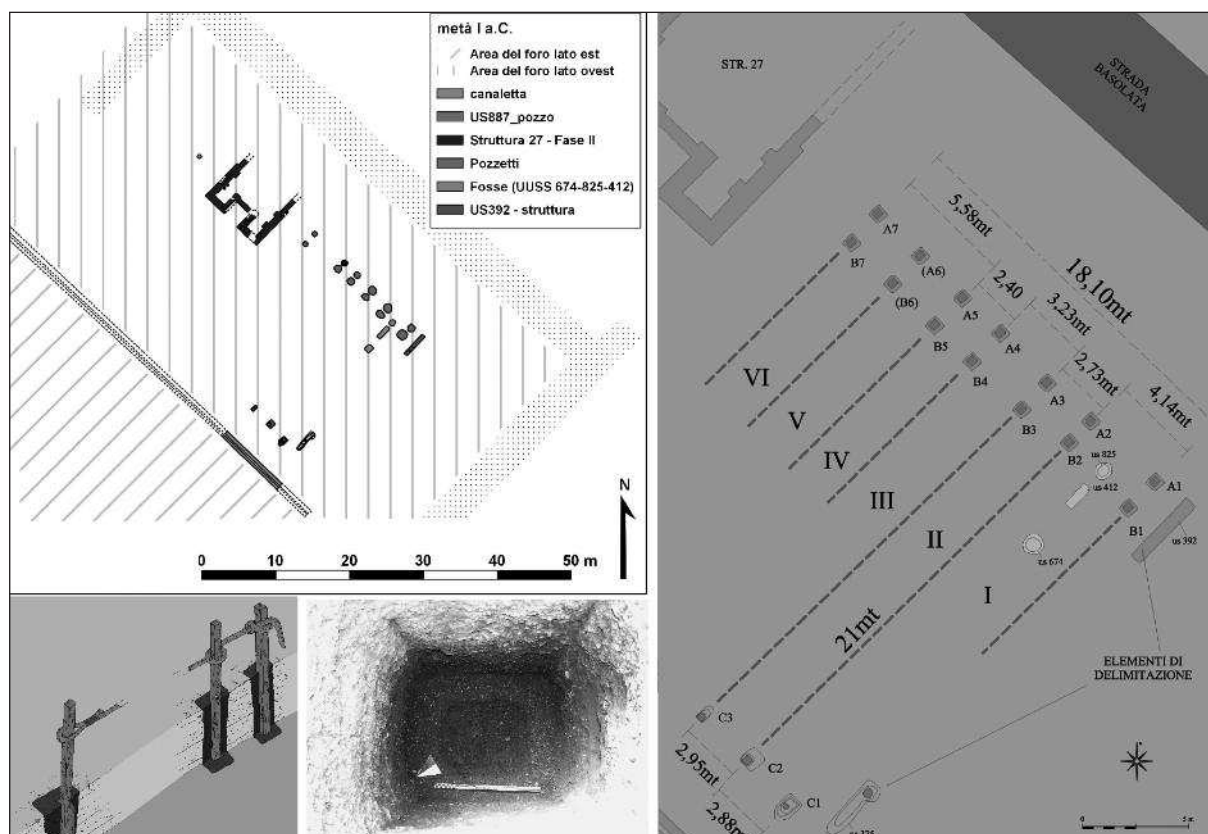 metà I a.C.
Area del foro lato est
Area del foro lato ovest
canaletta
US887_pozzo
Struttura 27 - Fase II
Pozzetti
Fosse (UUSS 674-825-412)
US392 - struttura
N
0 10 20 30 40 50 m
STR. 27
STRADA
BASOLATA
5,58mt
18,10mt
2,40
3,23mt
2,73mt
4,14mt
A7
B7
(A6)
(B6)
A5
B5
A4
B4
A3
B3
A2
B2
us 825
us 412
A1
B1
us 392
us 674
VI
V
IV
III
II
I
21mt
ELEMENTI DI
DELIMITAZIONE
C3
C2
C1
2,95mt
2,88mt
0 5 m